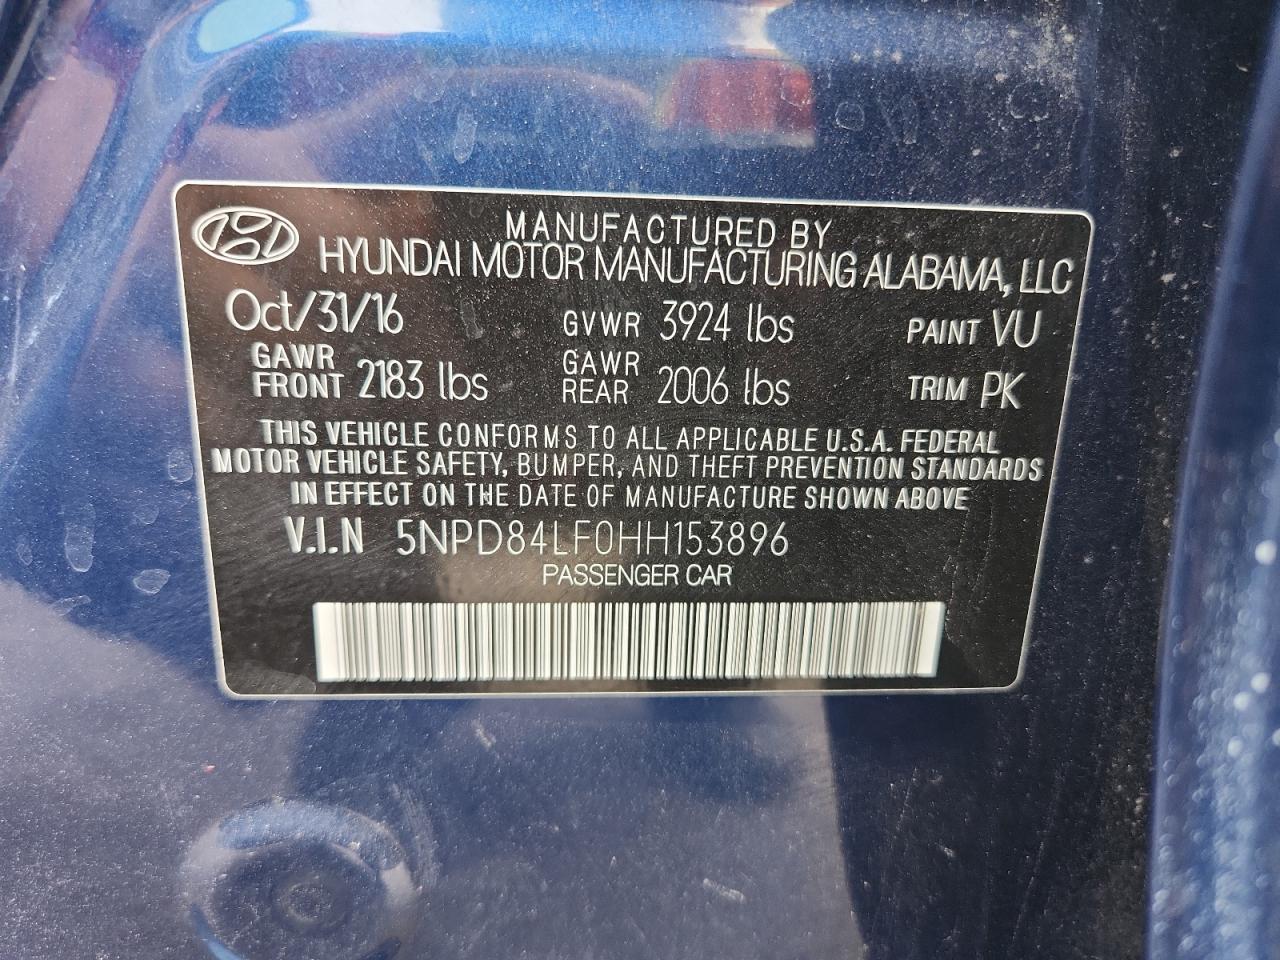 MANUFACTURED BY
HYUNDAI MOTOR MANUFACTURING ALABAMA, LLC
Oct/31/16 GVWR 3924 lbs PAINT VU
GAWR FRONT 2183 lbs GAWR REAR 2006 lbs TRIM PK
THIS VEHICLE CONFORMS TO ALL APPLICABLE U.S.A. FEDERAL
MOTOR VEHICLE SAFETY, BUMPER, AND THEFT PREVENTION STANDARDS
IN EFFECT ON THE DATE OF MANUFACTURE SHOWN ABOVE
V.I.N 5NPD84LF0HH153896
PASSENGER CAR